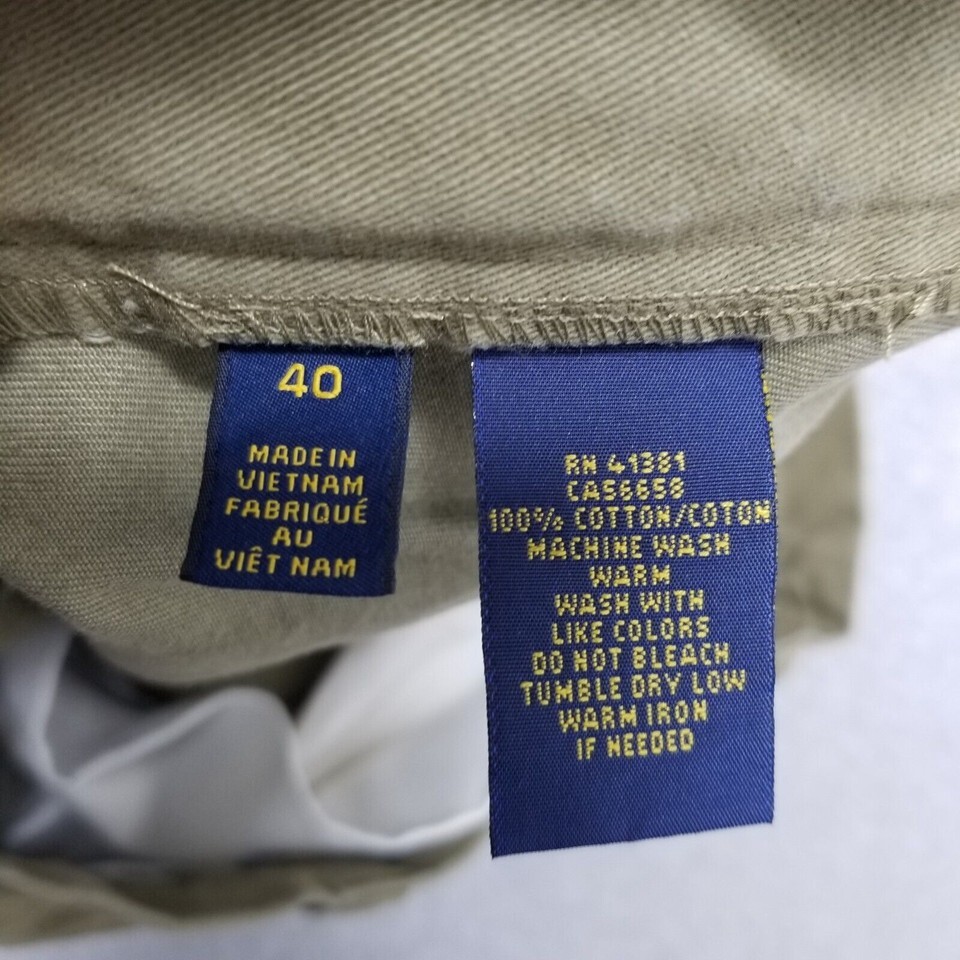 40
MADE IN
VIETNAM
FABRIQUÉ
AU
VIÊT NAM
RN 41381
CA56658
100% COTTON/COTON
MACHINE WASH
WARM
WASH WITH
LIKE COLORS
DO NOT BLEACH
TUMBLE DRY LOW
WARM IRON
IF NEEDED